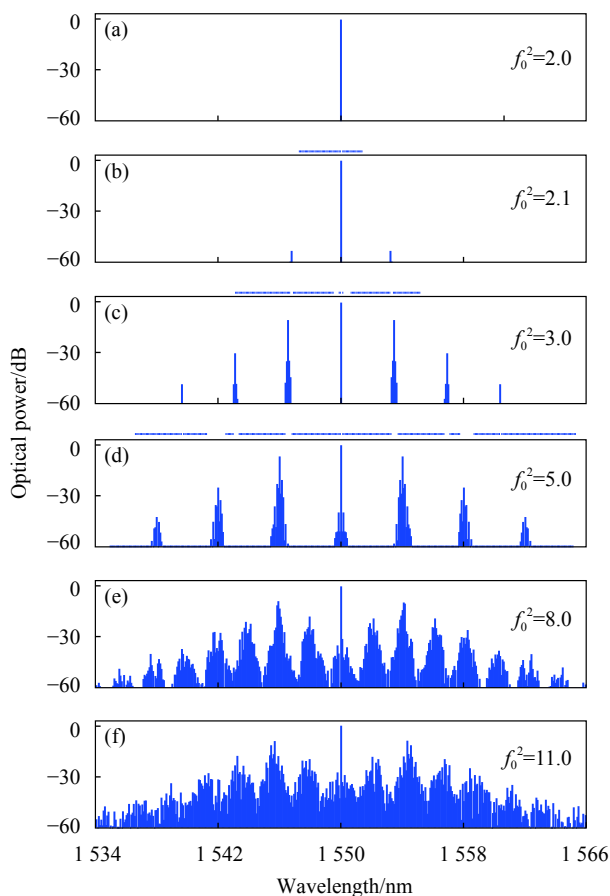 0
(a)
−30
f₀²=2.0
−60
0
(b)
−30
f₀²=2.1
−60
0
(c)
−30
f₀²=3.0
−60
0
(d)
−30
f₀²=5.0
−60
0
(e)
−30
f₀²=8.0
−60
0
(f)
−30
f₀²=11.0
−60
Optical power/dB
1 534 1 542 1 550 1 558 1 566
Wavelength/nm